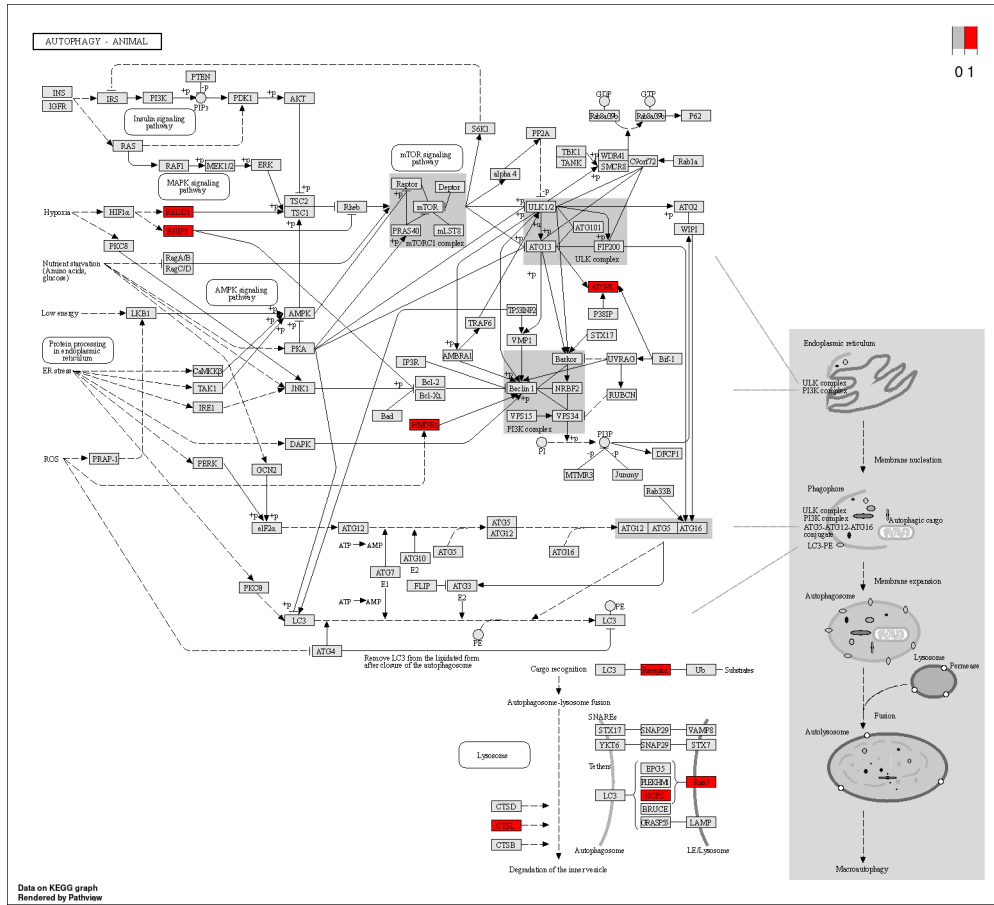 AUTOPHAGY - ANIMAL
0 1
INS
IGFR
IRS
PI3K
PTEN
-p
PIP3
PDK1
+p
AKT
Insulin signaling
pathway
RAS
RAF1
+p
MEK1/2
+p
ERK
MAPK signaling
pathway
+p
+p
TSC2
TSC1
Rheb
mTOR signaling
pathway
Raptor
Deptor
mTOR
PRAS40
mLST8
mTORC1 complex
S6K1
PP2A
alpha 4
-p
GDP
GTP
Rab8a/39b
Rab8a/39b
P62
TBK1
TANK
+p
+p
WDR41
SMCR8
C9orf72
Rab1a
ULK1/2
ATG101
ATG13
FIP200
ULK complex
+p
ATG2
WIPI
Hypoxia
HIF1α
REDD1
BNIP3
PKCθ
Nutrient starvation
(Amino acids,
glucose)
RagA/B
RagC/D
AMPK signaling
pathway
Low energy
LKB1
AMPK
+p
PKA
ATG9L
P38IP
TP53INP2
TRAF6
VMP1
STX17
AMBRA1
Barkor
UVRAG
Bif-1
Protein processing
in endoplasmic
reticulum
ER stress
CaMKKβ
TAK1
IRE1
JNK1
IP3R
+p
Bcl-2
Bcl-XL
Bad
Beclin 1
NRBF2
RUBCN
HMGB1
VPS15
VPS34
PI3K complex
DAPK
PERK
ROS
PRAP-1
GCN2
PI
+p
PI3P
-p
-p
DFCP1
MTMR3
Jummy
Rab33B
+p
+p
eIF2α
ATG12
ATG5
ATG12
ATG5
ATG16
ATG12
ATG5
ATG16
ATP
AMP
ATG7
E1
ATG10
E2
ATP
AMP
FLIP
ATG3
E2
PKCθ
+p
LC3
PE
PE
LC3
ATG4
Remove LC3 from the lipidated form
after closure of the autophagosome
Cargo recognition
LC3
Receptor
Ub
Substrates
Autophagosome-lysosome fusion
SNAREs
STX17
SNAP29
VAMP8
YKT6
SNAP29
STX7
Lysosome
Tethers
LC3
EPG5
PLEKHM1
HOPS
BRUCE
GRASP55
Rab7
LAMP
CTSD
CTSL
CTSB
Autophagosome
LE/Lysosome
Degradation of the inner vesicle
Endoplasmic reticulum
ULK complex
PI3K complex
Membrane nucleation
Phagophore
ULK complex
PI3K complex
ATG5-ATG12-ATG16
conjugate
LC3-PE
Autophagic cargo
Membrane expansion
Autophagosome
Lysosome
Permease
Fusion
Autolysosome
Macroautophagy
Data on KEGG graph
Rendered by Pathview